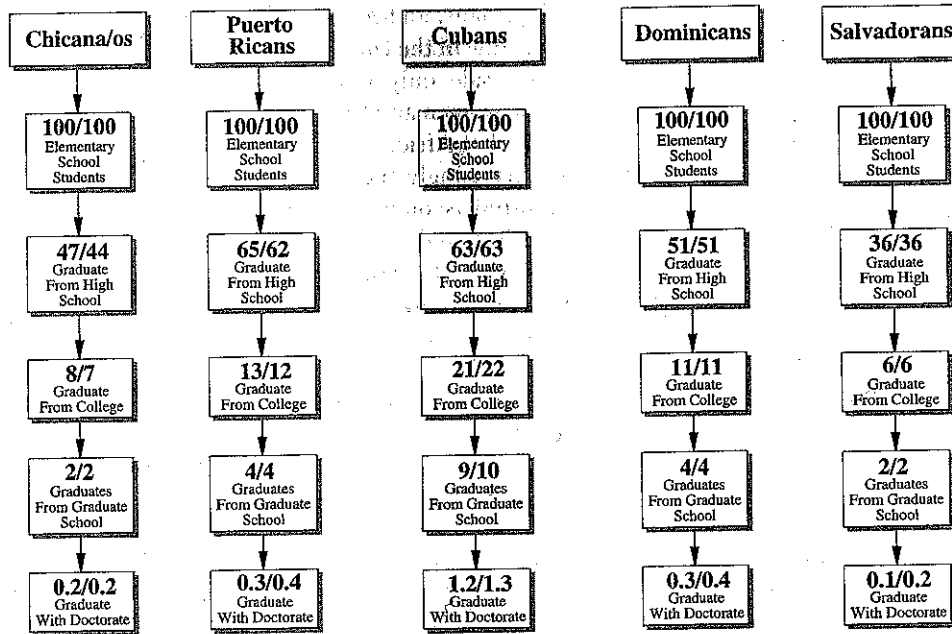 Chicana/os
100/100
Elementary
School
Students
47/44
Graduate
From High
School
8/7
Graduate
From College
2/2
Graduates
From Graduate
School
0.2/0.2
Graduate
With Doctorate
Puerto
Ricans
100/100
Elementary
School
Students
65/62
Graduate
From High
School
13/12
Graduate
From College
4/4
Graduates
From Graduate
School
0.3/0.4
Graduate
With Doctorate
Cubans
100/100
Elementary
School
Students
63/63
Graduate
From High
School
21/22
Graduate
From College
9/10
Graduates
From Graduate
School
1.2/1.3
Graduate
With Doctorate
Dominicans
100/100
Elementary
School
Students
51/51
Graduate
From High
School
11/11
Graduate
From College
4/4
Graduates
From Graduate
School
0.3/0.4
Graduate
With Doctorate
Salvadorans
100/100
Elementary
School
Students
36/36
Graduate
From High
School
6/6
Graduate
From College
2/2
Graduates
From Graduate
School
0.1/0.2
Graduate
With Doctorate